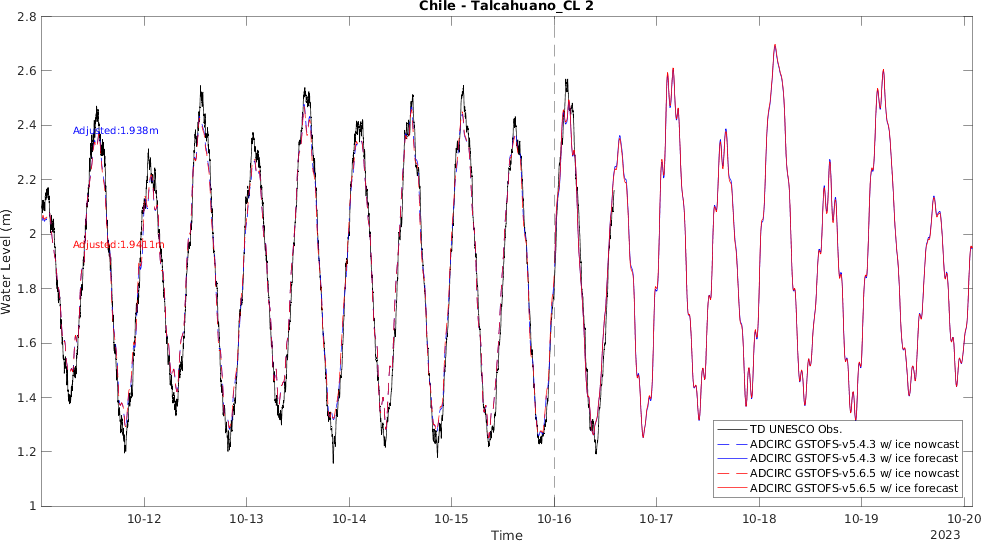 Chile - Talcahuano_CL 2
2.8
2.6
2.4
2.2
2
1.8
1.6
1.4
1.2
1
Water Level (m)
Adjusted:1.938m
Adjusted:1.9411m
TD UNESCO Obs.
ADCIRC GSTOFS-v5.4.3 w/ ice nowcast
ADCIRC GSTOFS-v5.4.3 w/ ice forecast
ADCIRC GSTOFS-v5.6.5 w/ ice nowcast
ADCIRC GSTOFS-v5.6.5 w/ ice forecast
10-12 10-13 10-14 10-15 10-16 10-17 10-18 10-19 10-20
Time
2023